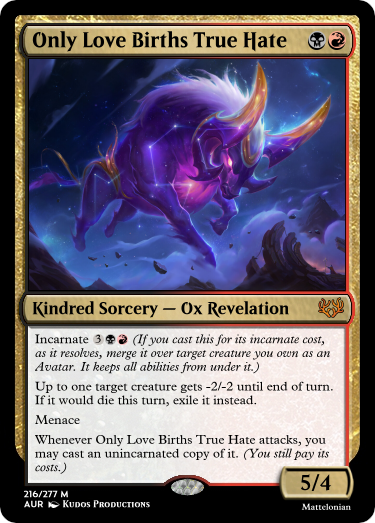 Only Love Births True Hate
Kindred Sorcery — Ox Revelation
Incarnate 3 (If you cast this for its incarnate cost,
as it resolves, merge it over target creature you own as an
Avatar. It keeps all abilities from under it.)
Up to one target creature gets -2/-2 until end of turn.
If it would die this turn, exile it instead.
Menace
Whenever Only Love Births True Hate attacks, you
may cast an unincarnated copy of it. (You still pay its
costs.)
5/4
216/277 M
AUR Kudos Productions
Mattelonian